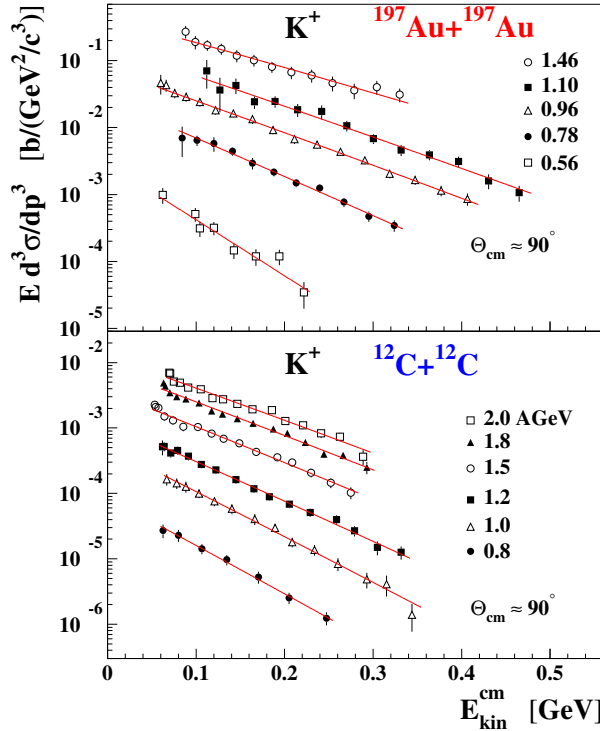 K⁺ ¹⁹⁷Au+¹⁹⁷Au
10⁻¹
10⁻²
10⁻³
10⁻⁴
10⁻⁵
10
1.46
1.10
0.96
0.78
0.56
Θcm ≈ 90°
E d³σ/dp³ [b/(GeV²/c³)]
K⁺ ¹²C+¹²C
10⁻²
10⁻³
10⁻⁴
10⁻⁵
10⁻⁶
2.0 AGeV
1.8
1.5
1.2
1.0
0.8
Θcm ≈ 90°
0 0.1 0.2 0.3 0.4 0.5
E kin cm [GeV]